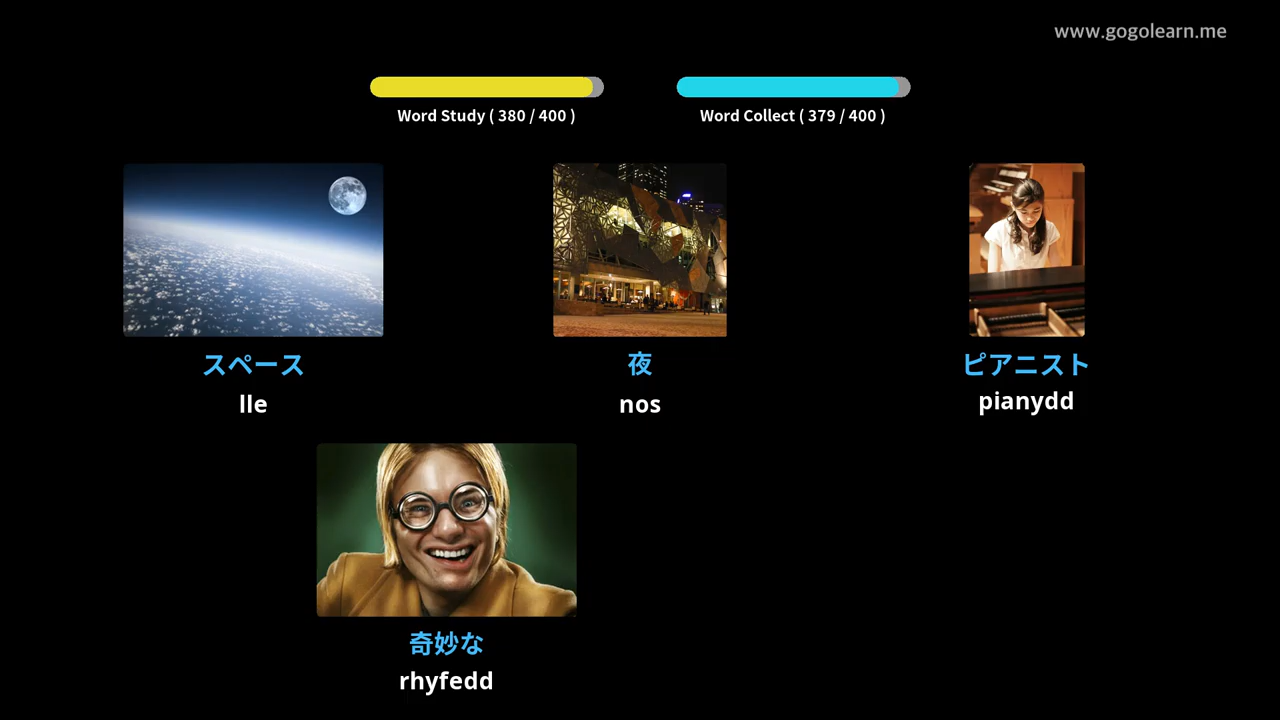 www.gogolearn.me
Word Study ( 380 / 400 )
Word Collect ( 379 / 400 )
スペース
lle
夜
nos
ピアニスト
pianydd
奇妙な
rhyfedd